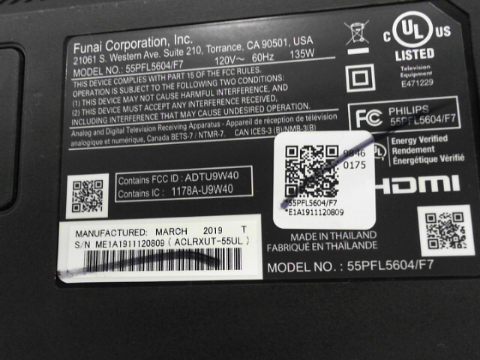 Funai Corporation, Inc.
21061 S. Western Ave, Suite 210, Torrance, CA 90501, USA
MODEL NO.: 55PFL5604/F7 120V~ 60Hz 135W
THIS DEVICE COMPLIES WITH PART 15 OF THE FCC RULES.
OPERATION IS SUBJECT TO THE FOLLOWING TWO CONDITIONS:
(1) THIS DEVICE MAY NOT CAUSE HARMFUL INTERFERENCE, AND
(2) THIS DEVICE MUST ACCEPT ANY INTERFERENCE RECEIVED,
INCLUDING INTERFERENCE THAT MAY CAUSE UNDESIRED OPERATION.
Analog and Digital Television Receiving Apparatus - Appareil de réception de télévision
analogique et numérique, Canada BETS-7 / NTMR-7, CAN ICES-3 (B)/NMB-3(B)
C UL US
LISTED
Television
Equipment
E471229
FC PHILIPS
55PFL5604/F7
Energy Verified
Rendement
Énergétique Vérifié
HDMI
0175
55PFL5604/F7
*E1A1911120809
Contains FCC ID : ADTU9W40
Contains IC : 1178A-U9W40
MANUFACTURED: MARCH 2019 T
S/N ME1A1911120809 ( ACLRXUT-55UL )
MADE IN THAILAND
FABRIQUÉ EN THAÏLANDE
MODEL NO.: 55PFL5604/F7